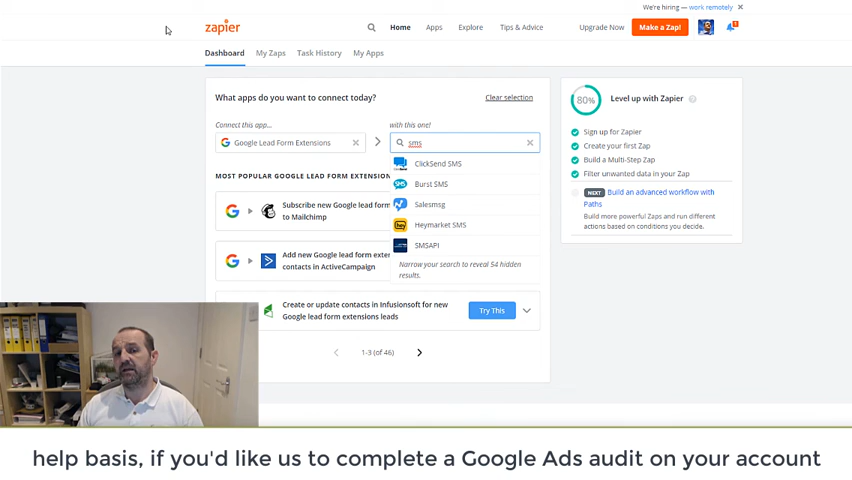 We're hiring - work remotely ×
zapier
Home Apps Explore Tips & Advice Upgrade Now Make a Zap!
Dashboard My Zaps Task History My Apps
What apps do you want to connect today? Clear selection
Connect this app... with this one!
Google Lead Form Extensions
sms
ClickSend SMS
Burst SMS
Salesmsg
hey Heymarket SMS
SMSAPI
Narrow your search to reveal 54 hidden
results.
MOST POPULAR GOOGLE LEAD FORM EXTENSION
Subscribe new Google lead form
to Mailchimp
Add new Google lead form exte
contacts in ActiveCampaign
Create or update contacts in Infusionsoft for new
Google lead form extensions leads
Try This
1-3 (of 46)
80%
Level up with Zapier ?
Sign up for Zapier
Create your first Zap
Build a Multi-Step Zap
Filter unwanted data in your Zap
NEXT Build an advanced workflow with
Paths
Build more powerful Zaps and run different
actions based on conditions you decide.
help basis, if you'd like us to complete a Google Ads audit on your account